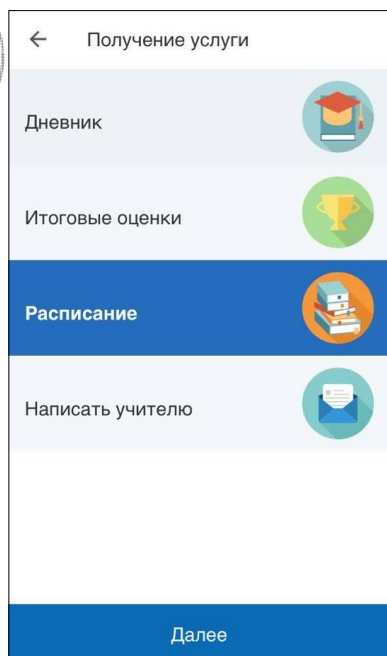 Получение услуги
Дневник
Итоговые оценки
Расписание
Написать учителю
Далее